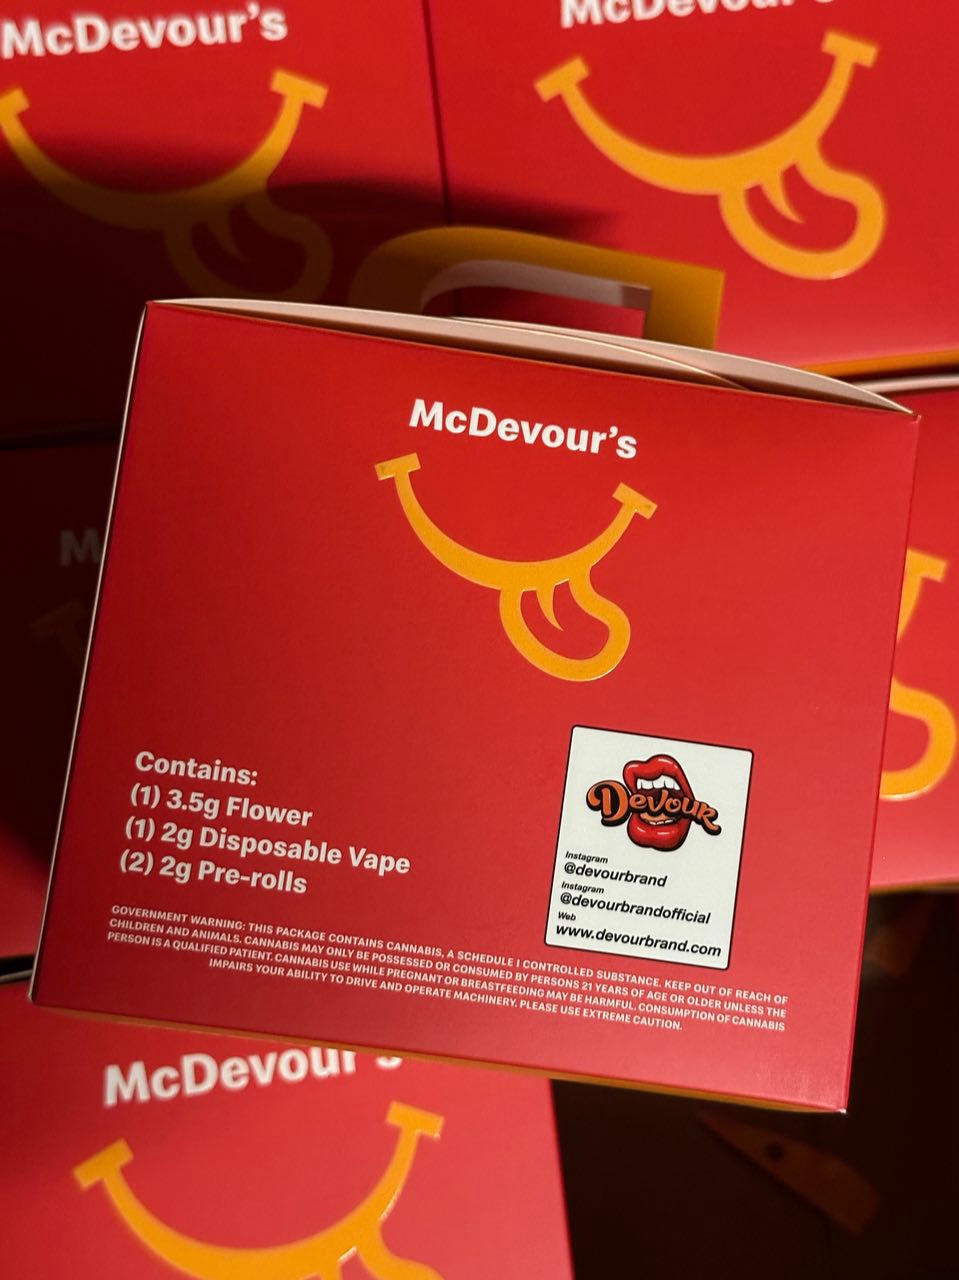 McDevour's
McDevour's
McDevour's
Contains:
(1) 3.5g Flower
(1) 2g Disposable Vape
(2) 2g Pre-rolls
Devour
Instagram
@devourbrand
Instagram
@devourbrandofficial
Web
www.devourbrand.com
GOVERNMENT WARNING: THIS PACKAGE CONTAINS CANNABIS, A SCHEDULE I CONTROLLED SUBSTANCE. KEEP OUT OF REACH OF
CHILDREN AND ANIMALS. CANNABIS MAY ONLY BE POSSESSED OR CONSUMED BY PERSONS 21 YEARS OF AGE OR OLDER UNLESS THE
PERSON IS A QUALIFIED PATIENT. CANNABIS USE WHILE PREGNANT OR BREASTFEEDING MAY BE HARMFUL. CONSUMPTION OF CANNABIS
IMPAIRS YOUR ABILITY TO DRIVE AND OPERATE MACHINERY. PLEASE USE EXTREME CAUTION.
McDevour's